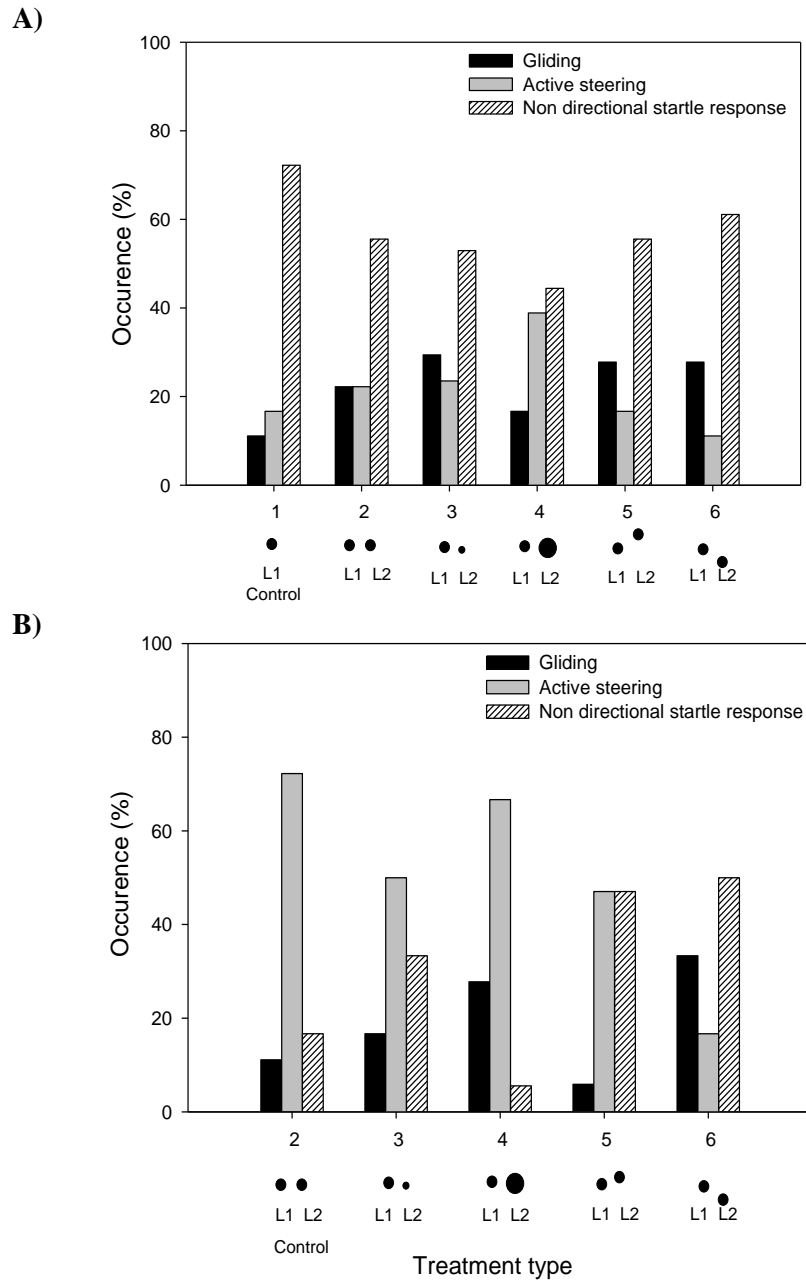 A)
100
80
60
40
20
0
Occurence (%)
Gliding
Active steering
Non directional startle response
1 2 3 4 5 6
L1 L1 L2 L1 L2 L1 L2 L1 L2 L1 L2
Control
B)
100
80
60
40
20
0
Occurence (%)
Gliding
Active steering
Non directional startle response
2 3 4 5 6
L1 L2 L1 L2 L1 L2 L1 L2 L1 L2
Control
Treatment type